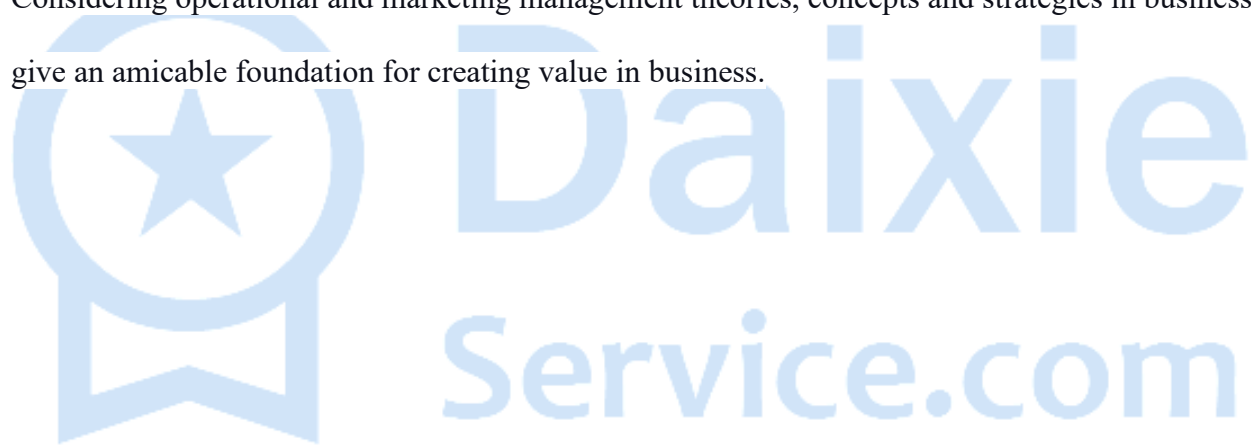 Considering operational and marketing management theories, concepts and strategies in business
give an amicable foundation for creating value in business.
Daixie
Service.com